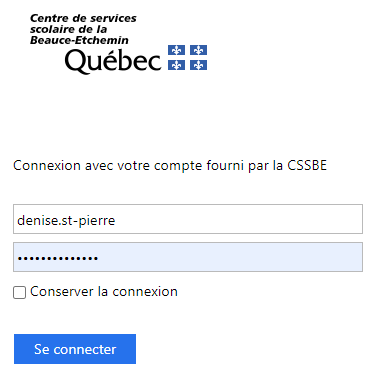 Centre de services
scolaire de la
Beauce-Etchemin
Québec
Connexion avec votre compte fourni par la CSSBE
denise.st-pierre
••••••••••••••
Conserver la connexion
Se connecter